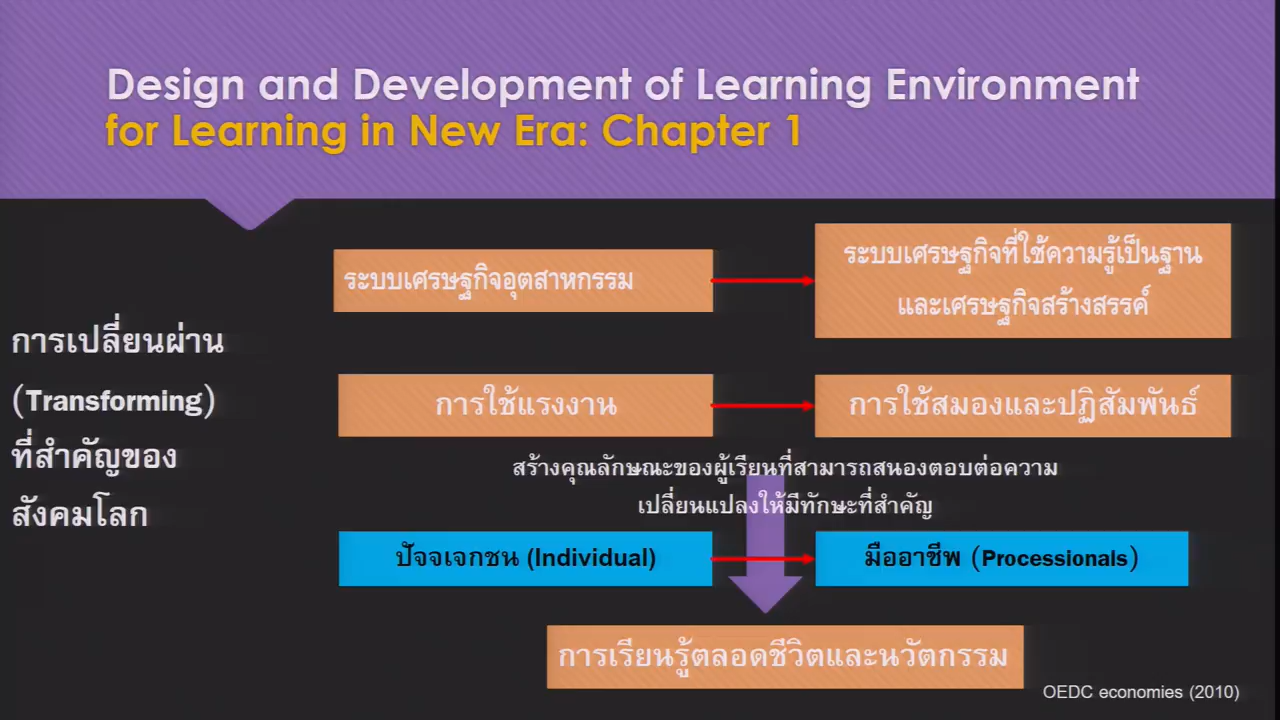 Design and Development of Learning Environment
for Learning in New Era: Chapter 1
การเปลี่ยนผ่าน
(Transforming)
ที่สำคัญของ
สังคมโลก
ระบบเศรษฐกิจอุตสาหกรรม
ระบบเศรษฐกิจที่ใช้ความรู้เป็นฐาน
และเศรษฐกิจสร้างสรรค์
การใช้แรงงาน
การใช้สมองและปฏิสัมพันธ์
สร้างคุณลักษณะของผู้เรียนที่สามารถสนองตอบต่อความ
เปลี่ยนแปลงให้มีทักษะที่สำคัญ
ปัจจเจกชน (Individual)
มืออาชีพ (Processionals)
การเรียนรู้ตลอดชีวิตและนวัตกรรม
OEDC economies (2010)